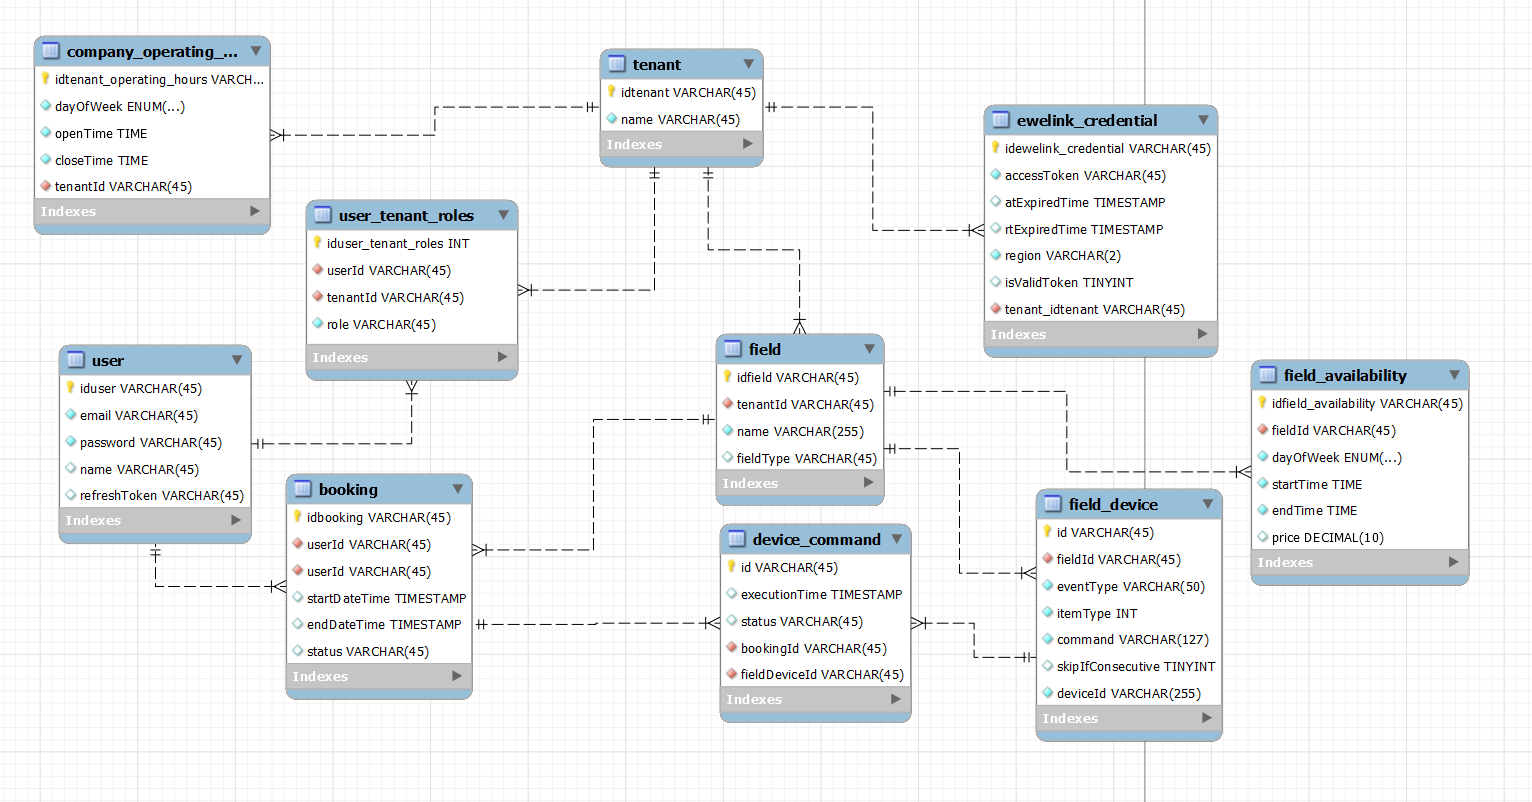 company_operating_...
idtenant_operating_hours VARCH...
dayOfWeek ENUM(...)
openTime TIME
closeTime TIME
tenantId VARCHAR(45)
Indexes
tenant
idtenant VARCHAR(45)
name VARCHAR(45)
Indexes
ewelink_credential
idewelink_credential VARCHAR(45)
accessToken VARCHAR(45)
atExpiredTime TIMESTAMP
rtExpiredTime TIMESTAMP
region VARCHAR(2)
isValidToken TINYINT
tenant_idtenant VARCHAR(45)
Indexes
user_tenant_roles
iduser_tenant_roles INT
userId VARCHAR(45)
tenantId VARCHAR(45)
role VARCHAR(45)
Indexes
user
iduser VARCHAR(45)
email VARCHAR(45)
password VARCHAR(45)
name VARCHAR(45)
refreshToken VARCHAR(45)
Indexes
field
idfield VARCHAR(45)
tenantId VARCHAR(45)
name VARCHAR(255)
fieldType VARCHAR(45)
Indexes
field_availability
idfield_availability VARCHAR(45)
fieldId VARCHAR(45)
dayOfWeek ENUM(...)
startTime TIME
endTime TIME
price DECIMAL(10)
Indexes
booking
idbooking VARCHAR(45)
userId VARCHAR(45)
userId VARCHAR(45)
startDateTime TIMESTAMP
endDateTime TIMESTAMP
status VARCHAR(45)
Indexes
device_command
id VARCHAR(45)
executionTime TIMESTAMP
status VARCHAR(45)
bookingId VARCHAR(45)
fieldDeviceId VARCHAR(45)
Indexes
field_device
id VARCHAR(45)
fieldId VARCHAR(45)
eventType VARCHAR(50)
itemType INT
command VARCHAR(127)
skipIfConsecutive TINYINT
deviceId VARCHAR(255)
Indexes